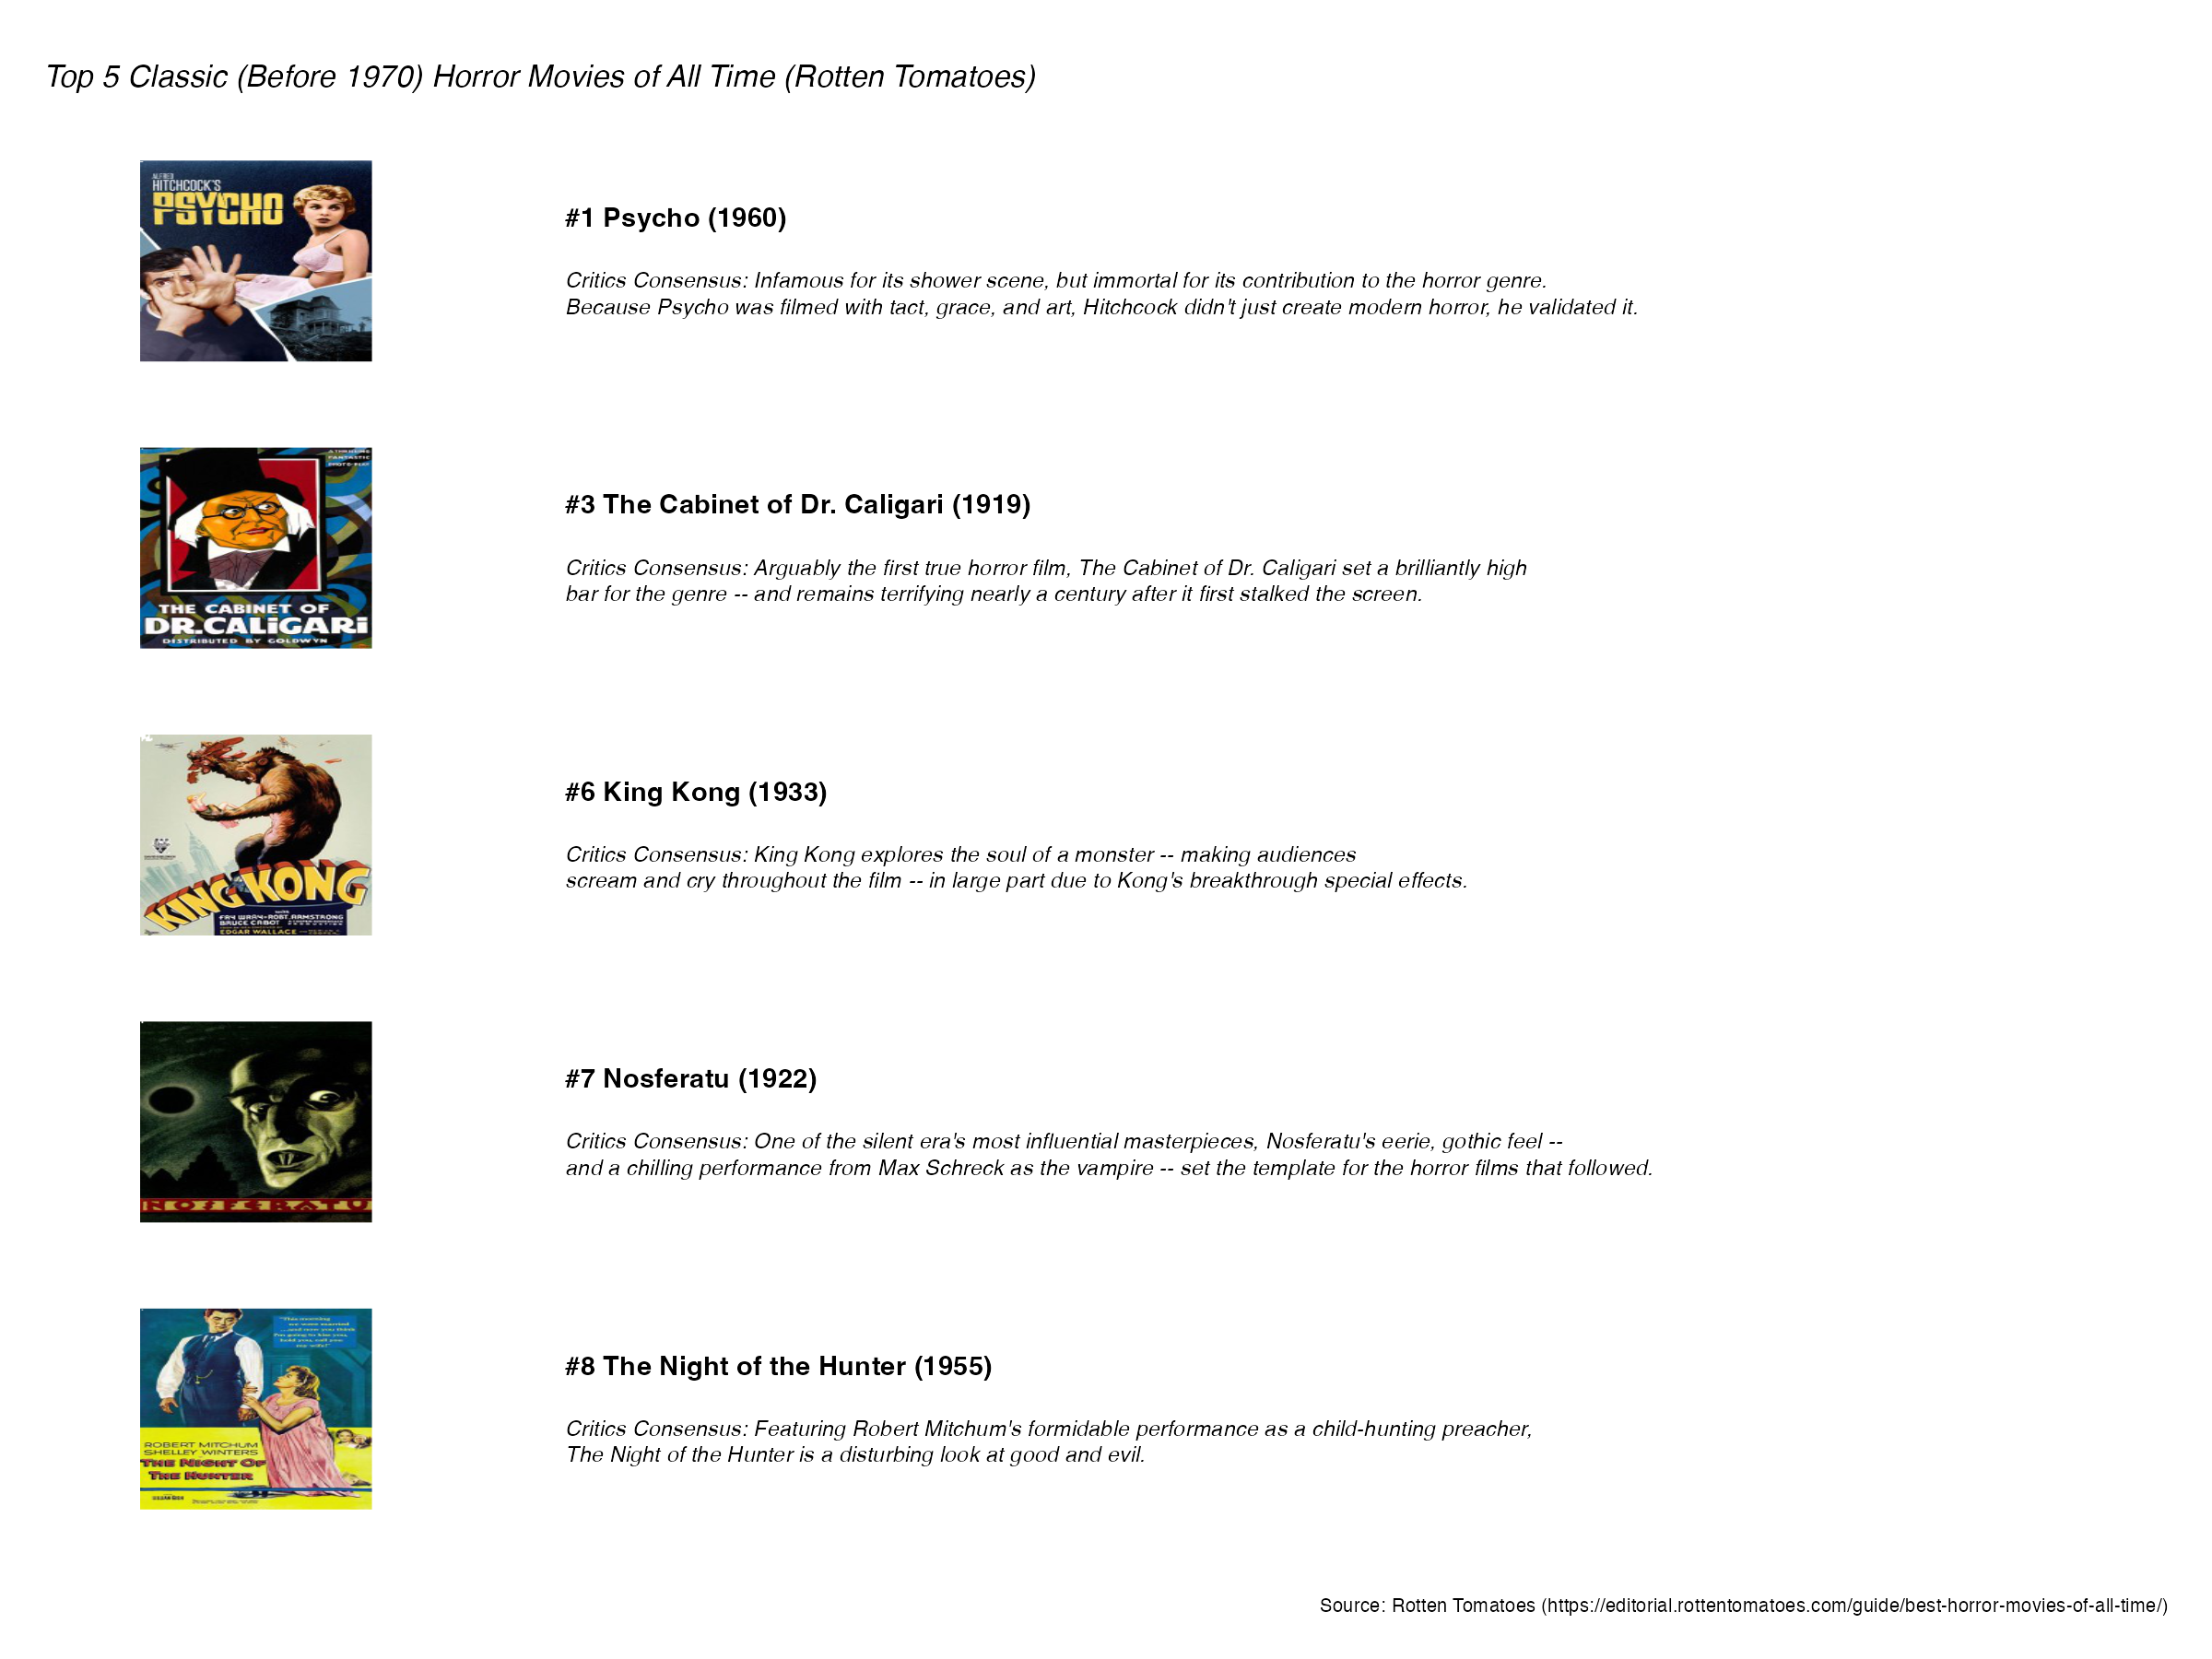 Top 5 Classic (Before 1970) Horror Movies of All Time (Rotten Tomatoes)
ALFRED
HITCHCOCK'S
PSYCHO
#1 Psycho (1960)
Critics Consensus: Infamous for its shower scene, but immortal for its contribution to the horror genre.
Because Psycho was filmed with tact, grace, and art, Hitchcock didn't just create modern horror, he validated it.
FANTASTIC
THE CABINET OF
DR.CALiGARi
DISTRIBUTED BY GOLDWYN
#3 The Cabinet of Dr. Caligari (1919)
Critics Consensus: Arguably the first true horror film, The Cabinet of Dr. Caligari set a brilliantly high
bar for the genre -- and remains terrifying nearly a century after it first stalked the screen.
KING KONG
WITH
FAY WRAY-ROBT. ARMSTRONG
BRUCE CABOT
EDGAR WALLACE
#6 King Kong (1933)
Critics Consensus: King Kong explores the soul of a monster -- making audiences
scream and cry throughout the film -- in large part due to Kong's breakthrough special effects.
NOSFERATU
#7 Nosferatu (1922)
Critics Consensus: One of the silent era's most influential masterpieces, Nosferatu's eerie, gothic feel --
and a chilling performance from Max Schreck as the vampire -- set the template for the horror films that followed.
ROBERT MITCHUM
SHELLEY WINTERS
THE NIGHT OF
THE HUNTER
#8 The Night of the Hunter (1955)
Critics Consensus: Featuring Robert Mitchum's formidable performance as a child-hunting preacher,
The Night of the Hunter is a disturbing look at good and evil.
Source: Rotten Tomatoes (https://editorial.rottentomatoes.com/guide/best-horror-movies-of-all-time/)